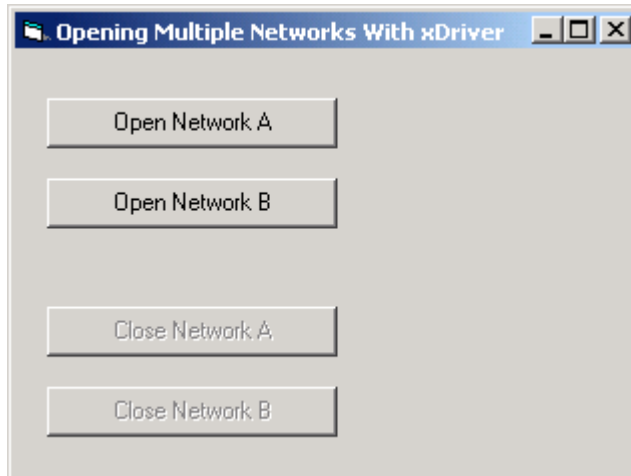 Opening Multiple Networks With xDriver
Open Network A
Open Network B
Close Network A
Close Network B